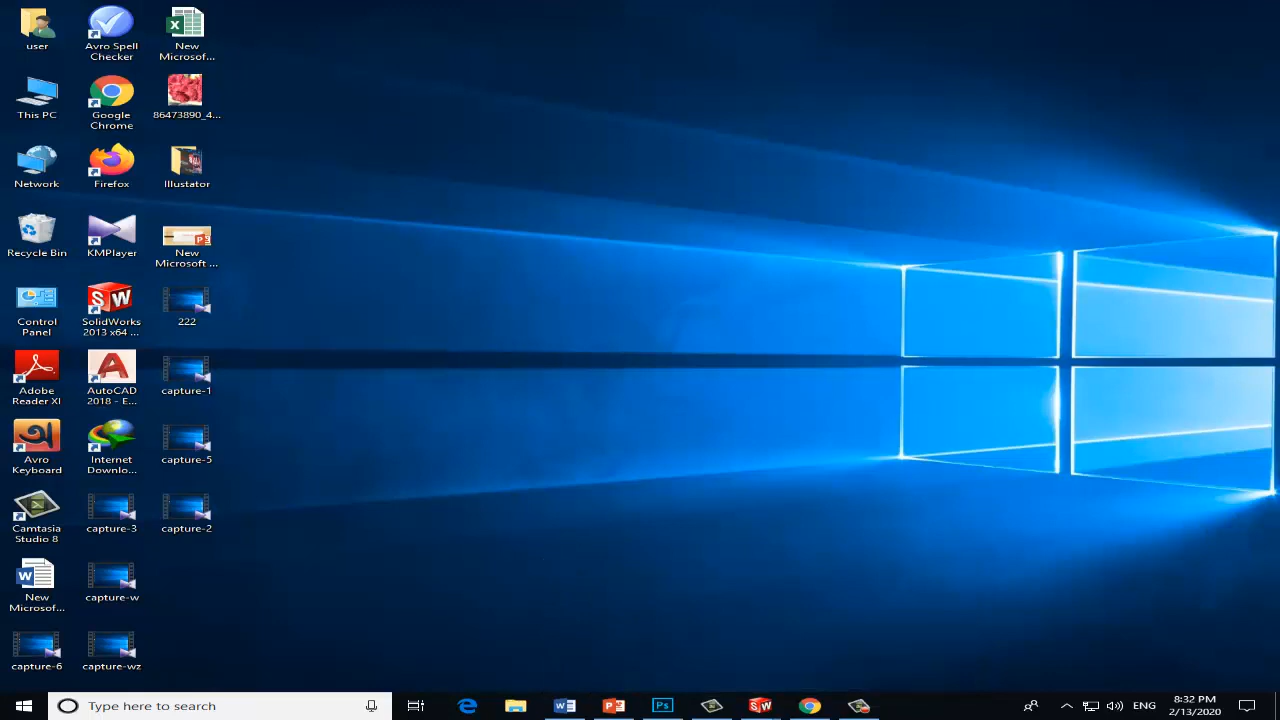 user
Avro Spell
Checker
New
Microsof...
This PC
Google
Chrome
86473890_4...
Network
Firefox
Illustator
Recycle Bin
KMPlayer
New
Microsoft ...
Control
Panel
SolidWorks
2013 x64 ...
222
Adobe
Reader XI
AutoCAD
2018 - E...
capture-1
Avro
Keyboard
Internet
Downlo...
capture-5
Camtasia
Studio 8
capture-3
capture-2
New
Microsof...
capture-w
capture-6
capture-wz
Type here to search
ENG
8:32 PM
2/13/2020